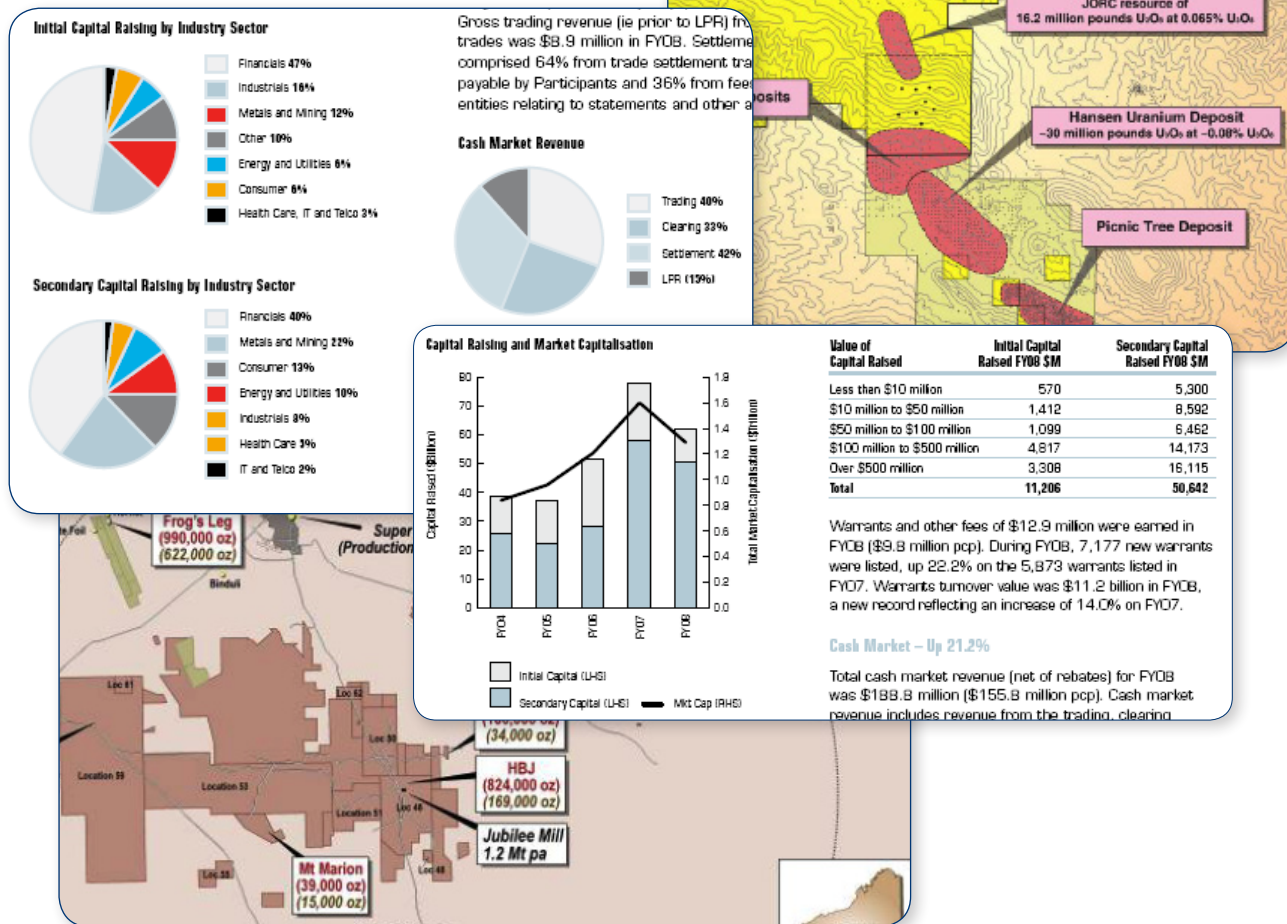 Initial Capital Raising by Industry Sector
Financials 47%
Industrials 16%
Metals and Mining 12%
Other 10%
Energy and Utilities 6%
Consumer 6%
Health Care, IT and Telco 3%
Secondary Capital Raising by Industry Sector
Financials 40%
Metals and Mining 22%
Consumer 13%
Energy and Utilities 10%
Industrials 8%
Health Care 3%
IT and Telco 2%
Gross trading revenue (ie prior to LPR)
trades was $8.9 million in FY08.
comprised 64% from trade settlement
payable by Participants and 36% from
entities relating to statements and other
Cash Market Revenue
Trading 40%
Clearing 33%
Settlement 42%
LPR (15%)
JORC resource of
16.2 million pounds U₃O₈ at 0.065% U₃O₈
Hansen Uranium Deposit
~30 million pounds U₃O₈ at ~0.08% U₃O₈
Picnic Tree Deposit
Capital Raising and Market Capitalisation
Capital Raised ($Billion)
80
70
60
50
40
30
20
10
0
1.8
1.6
1.4
1.2
1.0
0.8
0.6
0.4
0.2
0.0
Total Market Capitalisation ($Trillion)
FY04 FY05 FY06 FY07 FY08
Initial Capital (LHS)
Secondary Capital (LHS) Mkt Cap (RHS)
Value of Initial Capital Secondary Capital
Capital Raised Raised FY08 $M Raised FY08 $M
Less than $10 million 570 5,300
$10 million to $50 million 1,412 8,592
$50 million to $100 million 1,099 6,462
$100 million to $500 million 4,817 14,173
Over $500 million 3,308 16,115
Total 11,206 50,642
Warrants and other fees of $12.9 million were earned in
FY08 ($9.8 million pcp). During FY08, 7,177 new warrants
were listed, up 22.2% on the 5,873 warrants listed in
FY07. Warrants turnover value was $11.2 billion in FY08,
a new record reflecting an increase of 14.0% on FY07.
Cash Market – Up 21.2%
Total cash market revenue (net of rebates) for FY08
was $188.8 million ($155.8 million pcp). Cash market
revenue includes revenue from the trading, clearing
Frog's Leg
(990,000 oz)
(622,000 oz)
Binduli
Super
(Production
Loc 62
Loc 50
(34,000 oz)
HBJ
(824,000 oz)
(169,000 oz)
Location 59
Location 53
Location 51
Loc 48
Jubilee Mill
1.2 Mt pa
Mt Marion
(39,000 oz)
(15,000 oz)